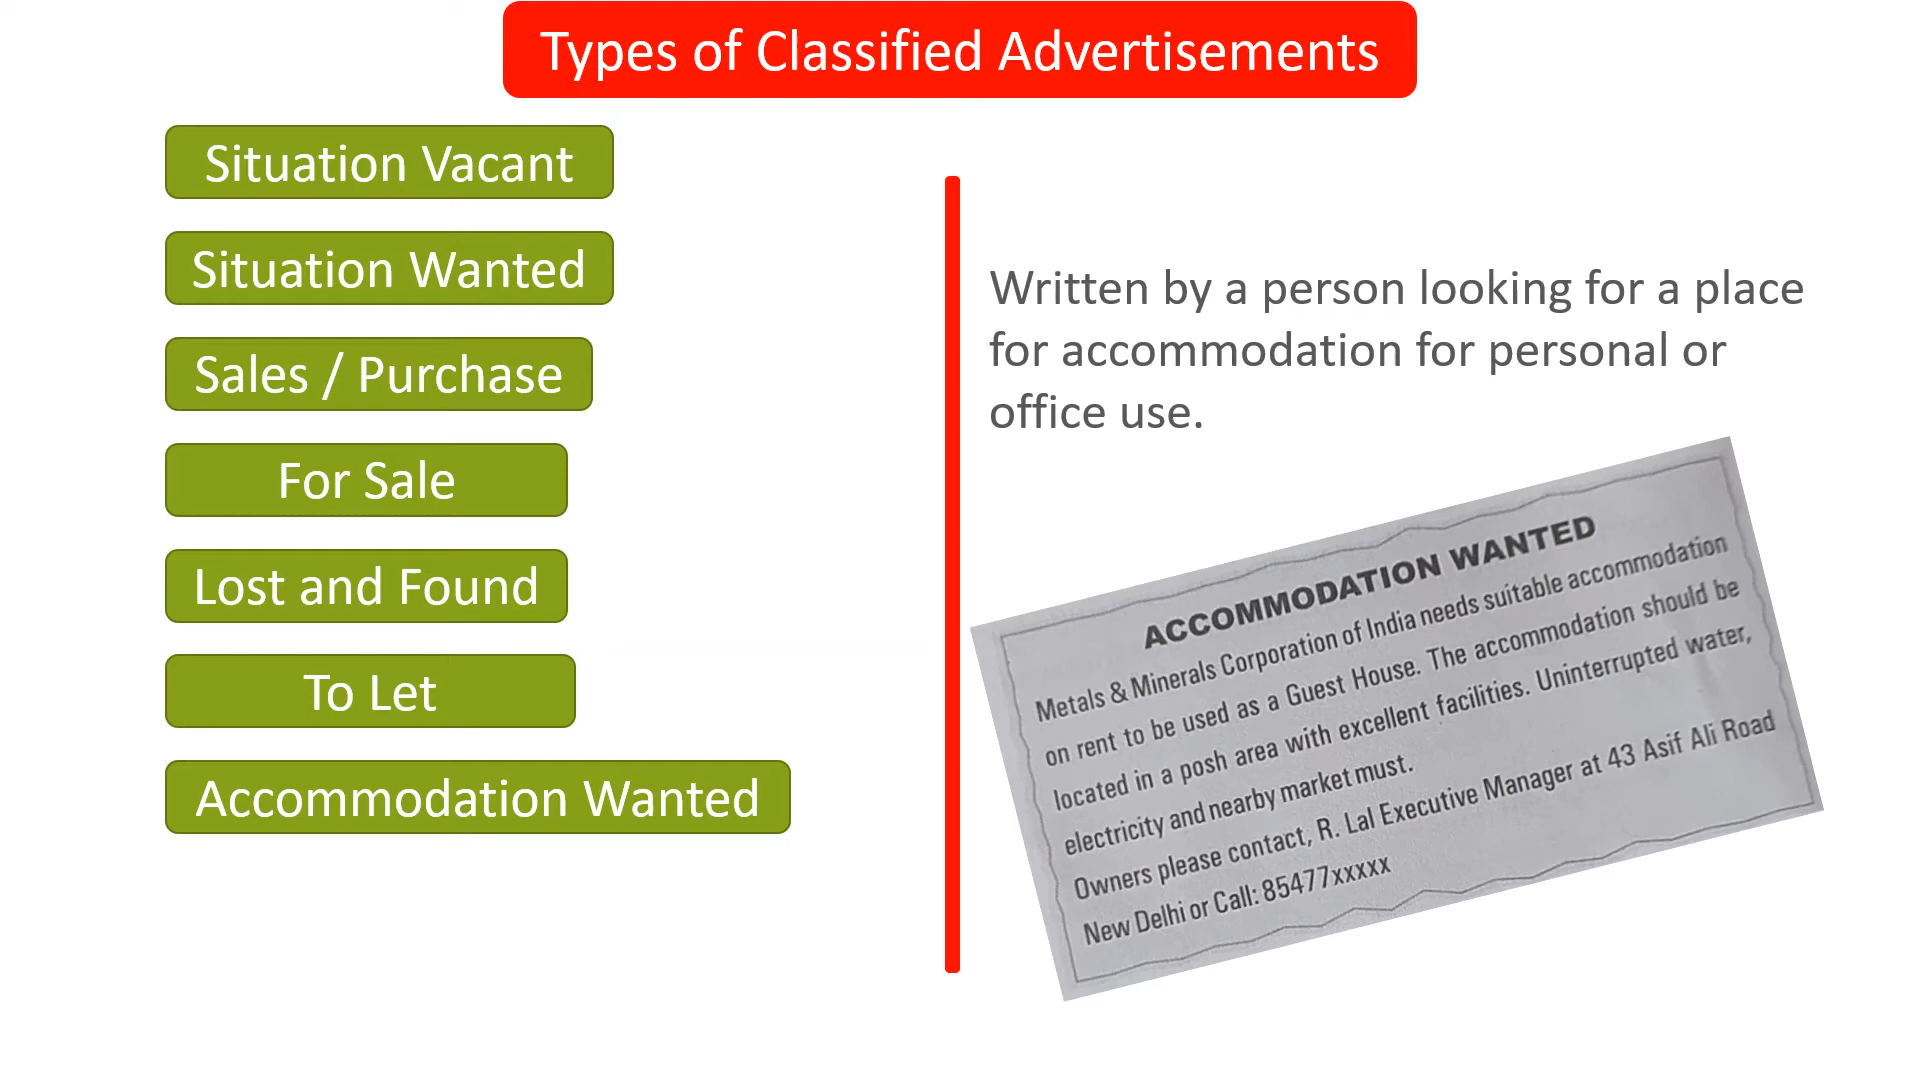 Types of Classified Advertisements
Situation Vacant
Situation Wanted
Sales / Purchase
For Sale
Lost and Found
To Let
Accommodation Wanted
Written by a person looking for a place
for accommodation for personal or
office use.
ACCOMMODATION WANTED
Metals & Minerals Corporation of India needs suitable accommodation
on rent to be used as a Guest House. The accommodation should be
located in a posh area with excellent facilities. Uninterrupted water,
electricity and nearby market must.
Owners please contact, R. Lal Executive Manager at 43 Asif Ali Road
New Delhi or Call: 85477xxxxx